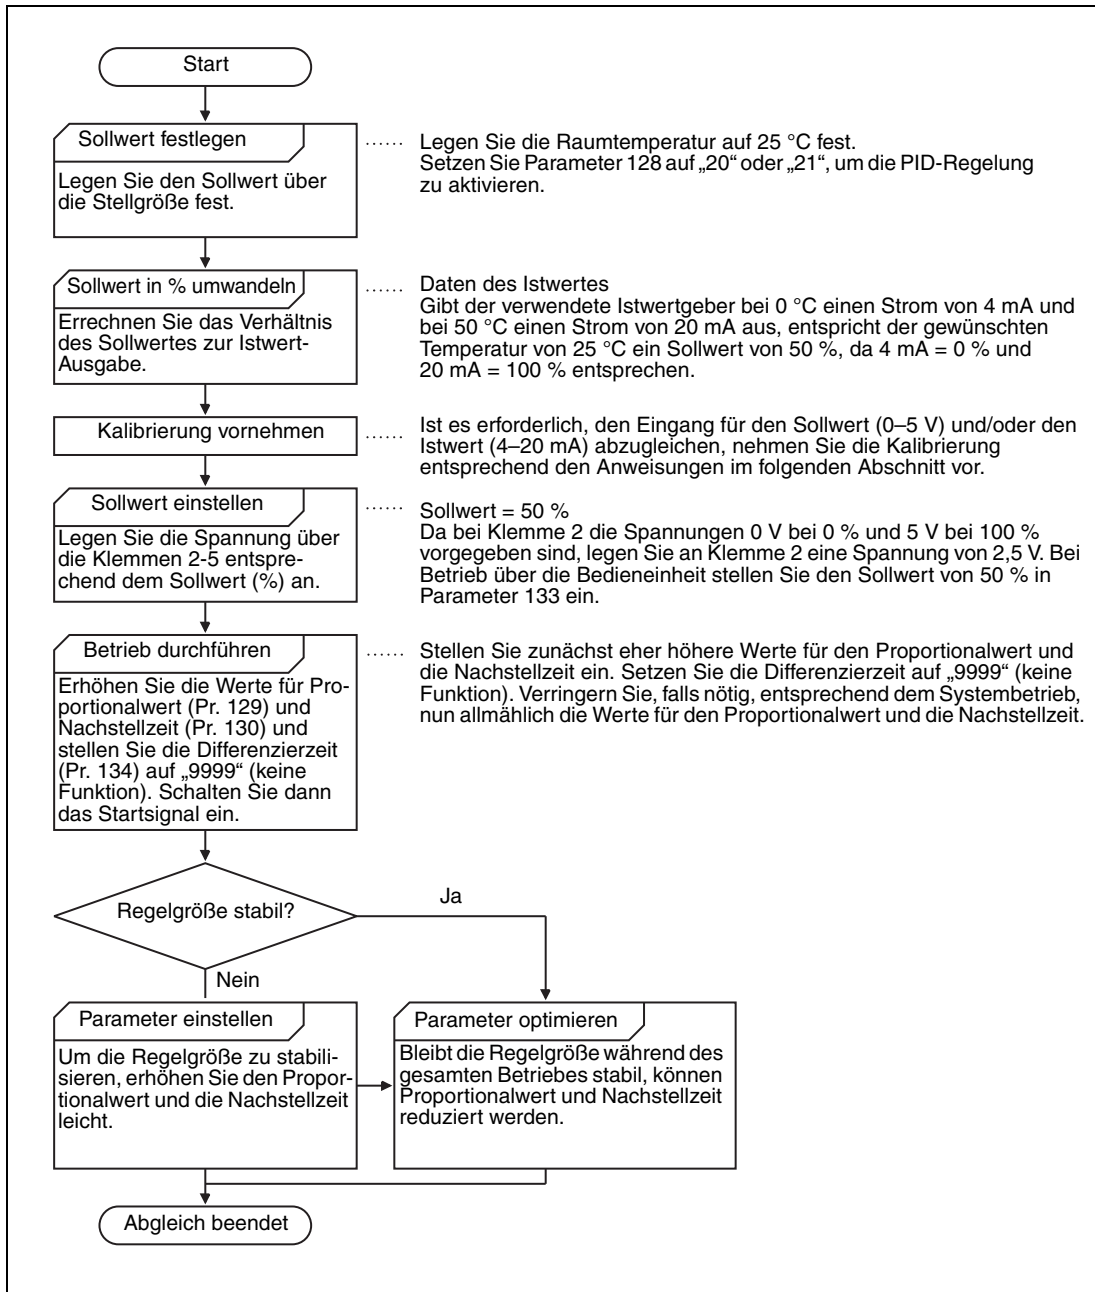 Start
Sollwert festlegen
Legen Sie den Sollwert über
die Stellgröße fest.
...... Legen Sie die Raumtemperatur auf 25 °C fest.
Setzen Sie Parameter 128 auf „20“ oder „21“, um die PID-Regelung
zu aktivieren.
Sollwert in % umwandeln
Errechnen Sie das Verhältnis
des Sollwertes zur Istwert-
Ausgabe.
...... Daten des Istwertes
Gibt der verwendete Istwertgeber bei 0 °C einen Strom von 4 mA und
bei 50 °C einen Strom von 20 mA aus, entspricht der gewünschten
Temperatur von 25 °C ein Sollwert von 50 %, da 4 mA = 0 % und
20 mA = 100 % entsprechen.
Kalibrierung vornehmen
...... Ist es erforderlich, den Eingang für den Sollwert (0–5 V) und/oder den
Istwert (4–20 mA) abzugleichen, nehmen Sie die Kalibrierung
entsprechend den Anweisungen im folgenden Abschnitt vor.
Sollwert einstellen
Legen Sie die Spannung über
die Klemmen 2-5 entspre-
chend dem Sollwert (%) an.
...... Sollwert = 50 %
Da bei Klemme 2 die Spannungen 0 V bei 0 % und 5 V bei 100 %
vorgegeben sind, legen Sie an Klemme 2 eine Spannung von 2,5 V. Bei
Betrieb über die Bedieneinheit stellen Sie den Sollwert von 50 % in
Parameter 133 ein.
Betrieb durchführen
Erhöhen Sie die Werte für Pro-
portionalwert (Pr. 129) und
Nachstellzeit (Pr. 130) und
stellen Sie die Differenzierzeit
(Pr. 134) auf „9999“ (keine
Funktion). Schalten Sie dann
das Startsignal ein.
...... Stellen Sie zunächst eher höhere Werte für den Proportionalwert und
die Nachstellzeit ein. Setzen Sie die Differenzierzeit auf „9999“ (keine
Funktion). Verringern Sie, falls nötig, entsprechend dem Systembetrieb,
nun allmählich die Werte für den Proportionalwert und die Nachstellzeit.
Regelgröße stabil?
Ja
Nein
Parameter einstellen
Um die Regelgröße zu stabili-
sieren, erhöhen Sie den Propor-
tionalwert und die Nachstellzeit
leicht.
Parameter optimieren
Bleibt die Regelgröße während des
gesamten Betriebes stabil, können
Proportionalwert und Nachstellzeit
reduziert werden.
Abgleich beendet